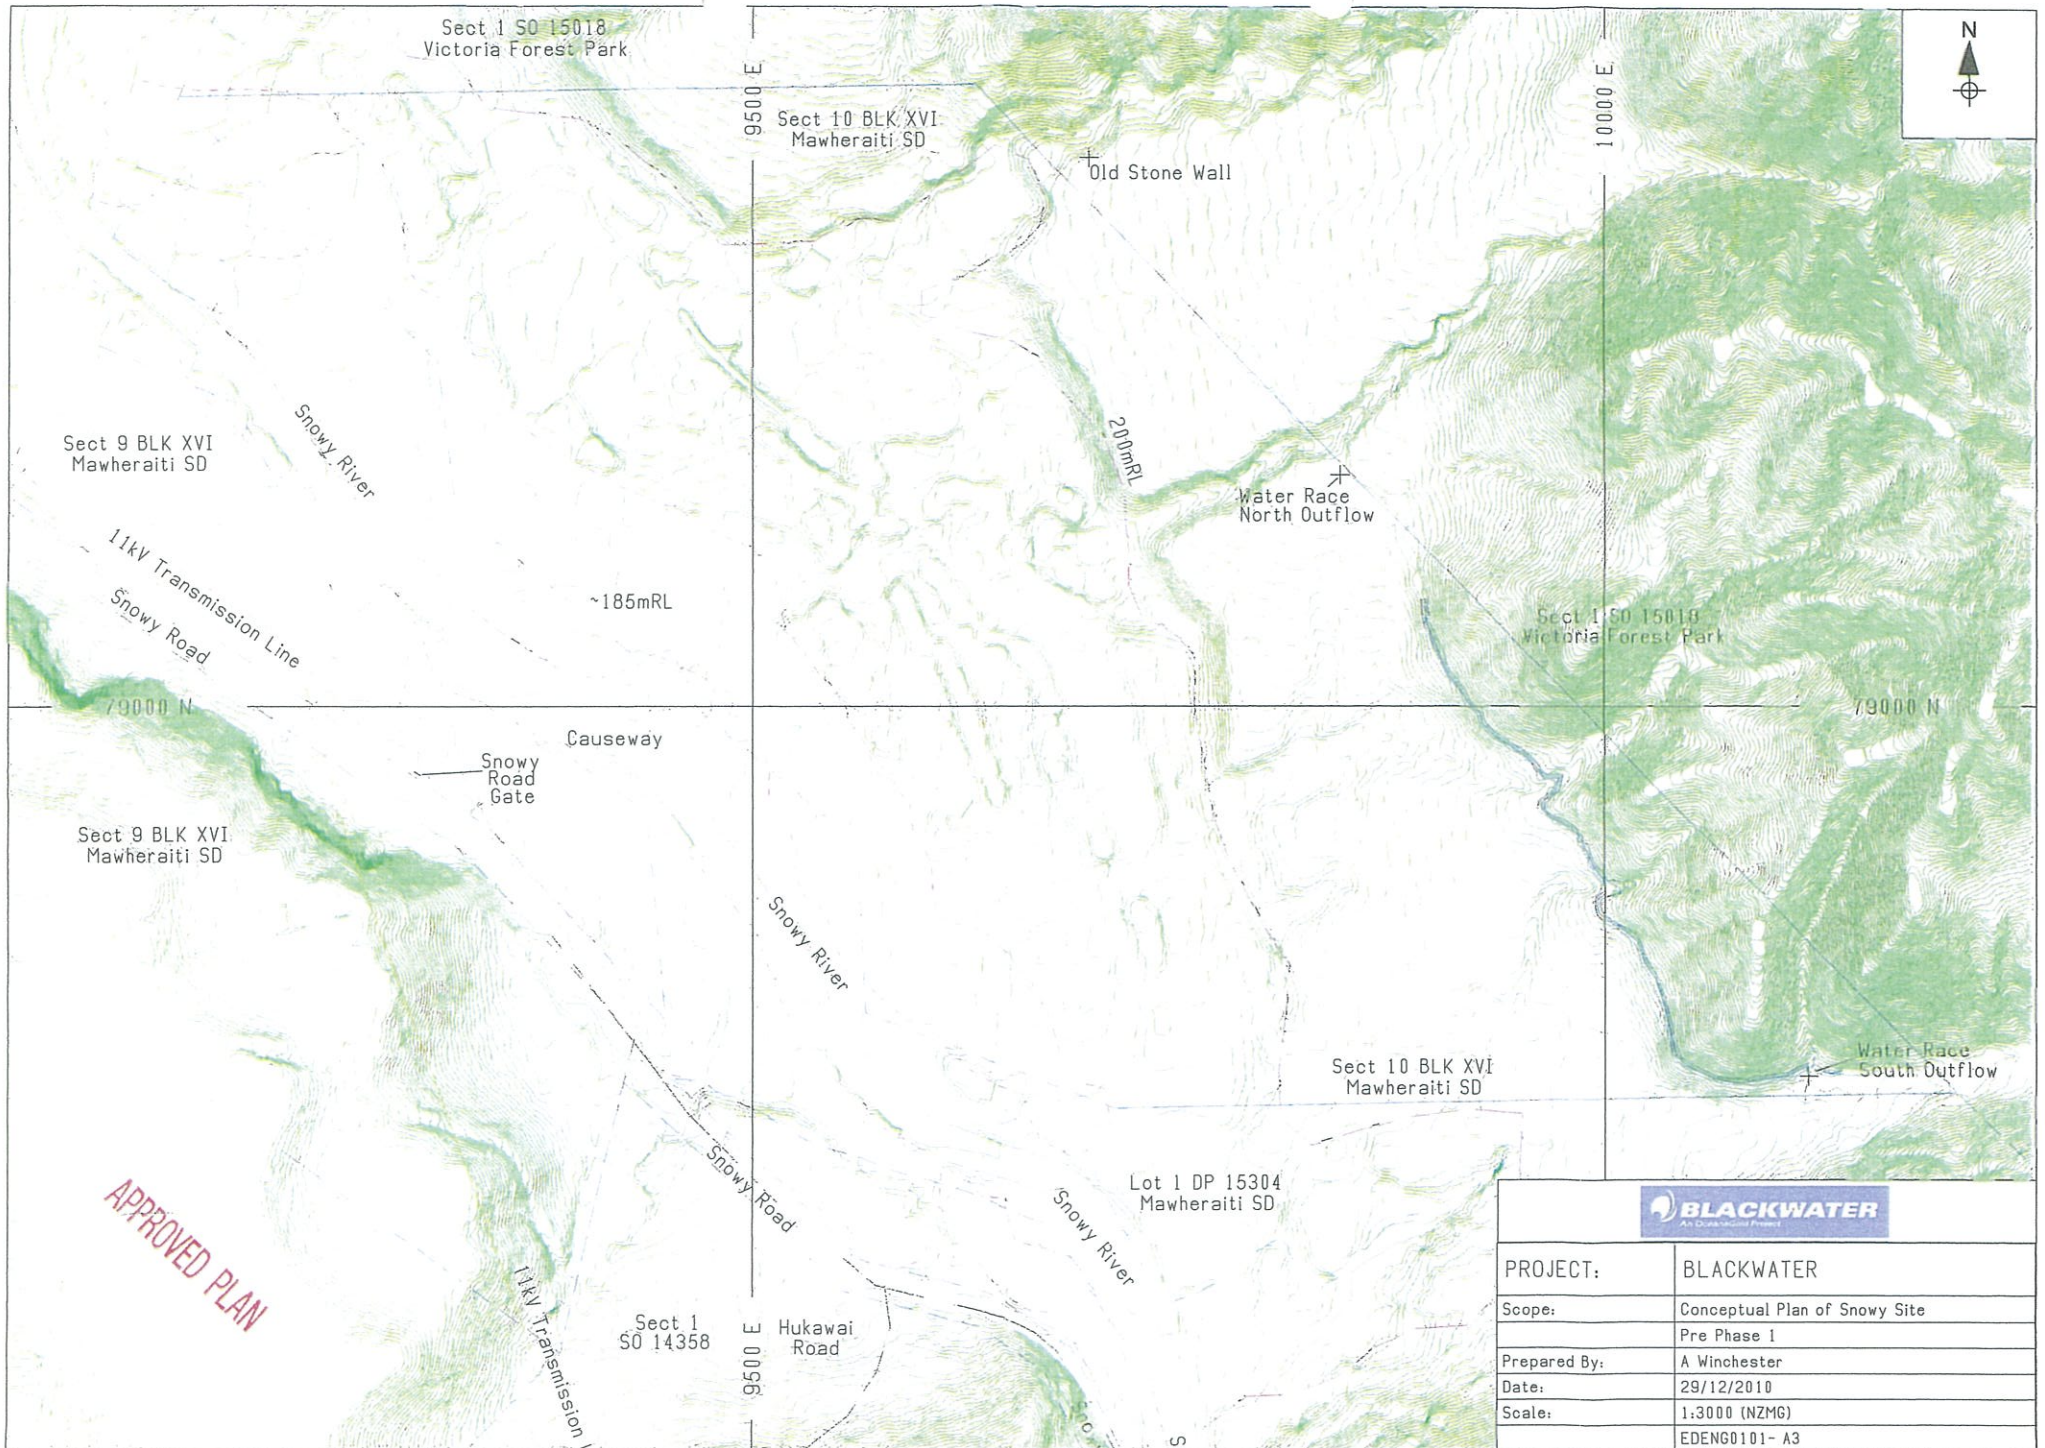 Sect 1 SO 15018
Victoria Forest Park
9500 E
10000 E
N
Sect 10 BLK XVI
Mawheraiti SD
Old Stone Wall
Sect 9 BLK XVI
Mawheraiti SD
Snowy River
200mRL
Water Race
North Outflow
11kV Transmission Line
Snowy Road
~185mRL
Sect 1 SO 15018
Victoria Forest Park
79000 N
79000 N
Causeway
Snowy
Road
Gate
Sect 9 BLK XVI
Mawheraiti SD
Snowy River
Sect 10 BLK XVI
Mawheraiti SD
Water Race
South Outflow
Snowy Road
Lot 1 DP 15304
Mawheraiti SD
Snowy River
APPROVED PLAN
11kV Transmission
Sect 1
SO 14358
9500 E
Hukawai
Road
BLACKWATER
An OceanaGold Project
PROJECT: BLACKWATER
Scope: Conceptual Plan of Snowy Site
Pre Phase 1
Prepared By: A Winchester
Date: 29/12/2010
Scale: 1:3000 (NZMG)
EDENG0101- A3